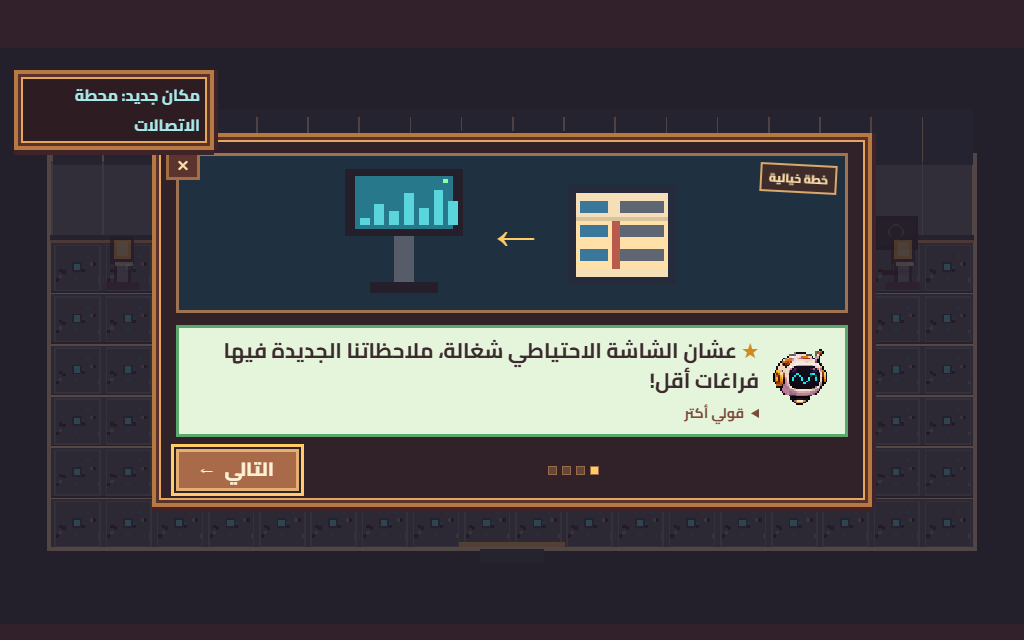 مكان جديد: محطة
الاتصالات
×
خطة خيالية
←
★ عشان الشاشة الاحتياطي شغالة، ملاحظاتنا الجديدة فيها
فراغات أقل!
◄ قولي أكتر
التالي ←